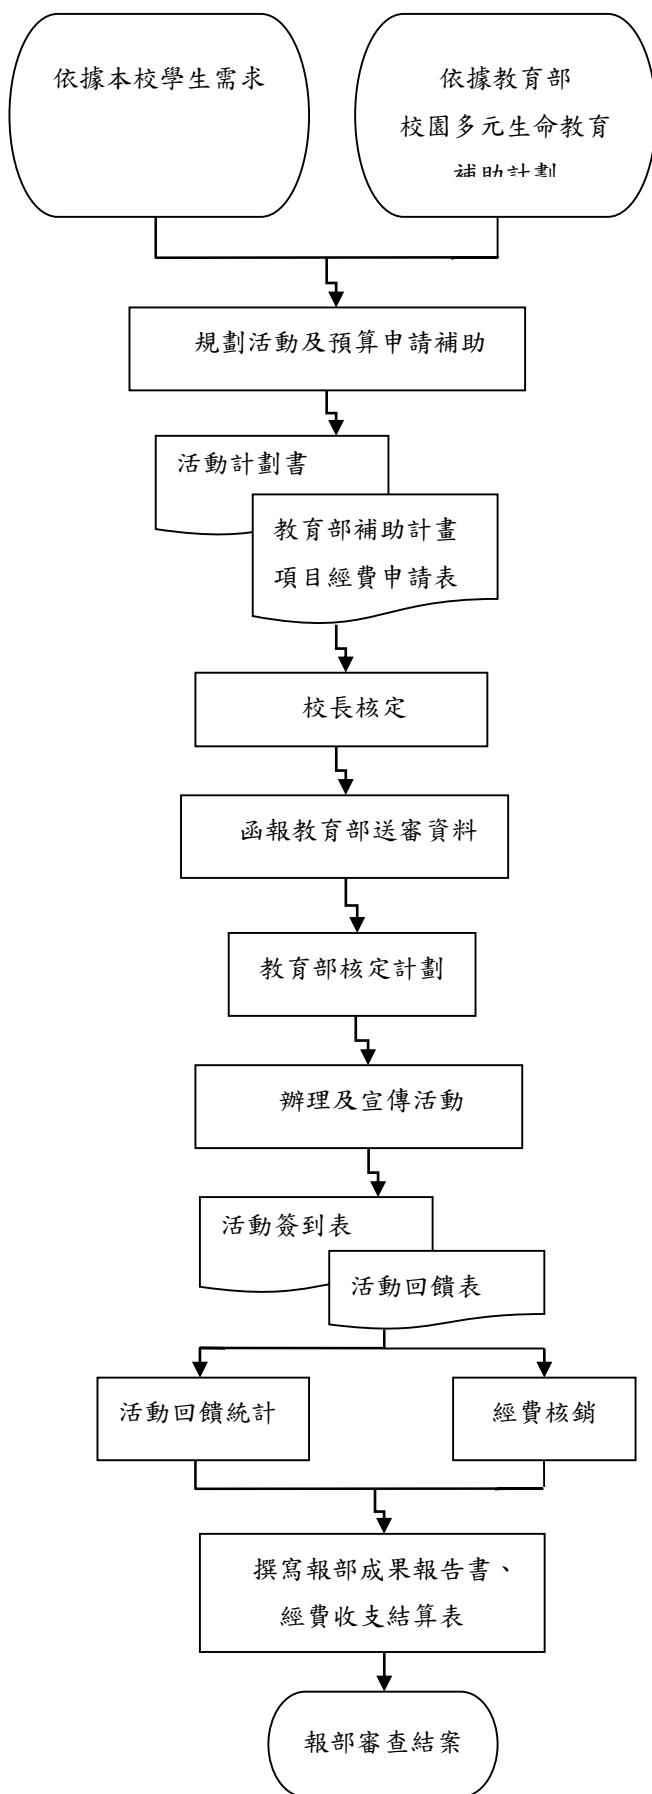 依據本校學生需求
依據教育部
校園多元生命教育
補助計劃
規劃活動及預算申請補助
活動計劃書
教育部補助計畫
項目經費申請表
校長核定
函報教育部送審資料
教育部核定計劃
辦理及宣傳活動
活動簽到表
活動回饋表
活動回饋統計
經費核銷
撰寫報部成果報告書、
經費收支結算表
報部審查結案